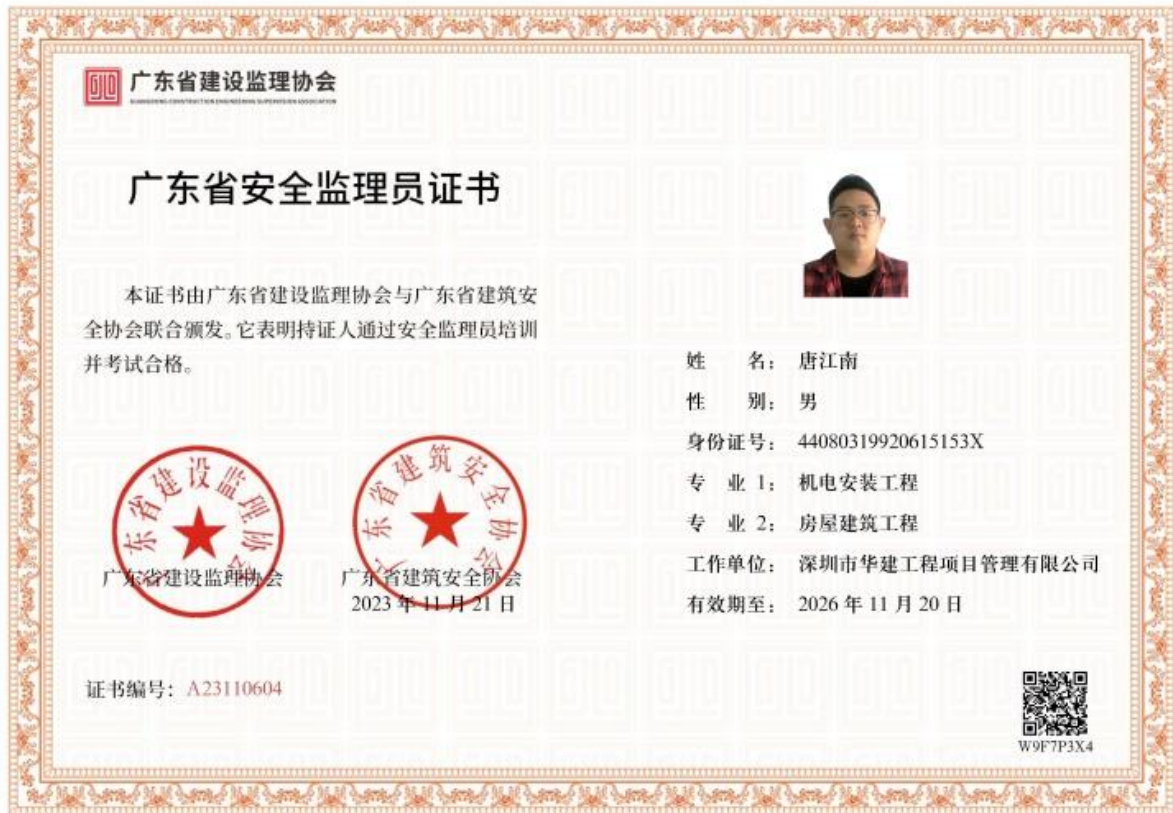 广东省建设监理协会
GUANGDONG CONSTRUCTION ENGINEERING SUPERVISION ASSOCIATION
广东省安全监理员证书
本证书由广东省建设监理协会与广东省建筑安
全协会联合颁发。它表明持证人通过安全监理员培训
并考试合格。
广东省建设监理协会
广东省建筑安全协会
广东省建设监理协会
广东省建筑安全协会
2023 年 11 月 21 日
证书编号：A23110604
姓 名： 唐江南
性 别： 男
身份证号： 44080319920615153X
专 业 1： 机电安装工程
专 业 2： 房屋建筑工程
工作单位： 深圳市华建工程项目管理有限公司
有效期至： 2026 年 11 月 20 日
W9F7P3X4